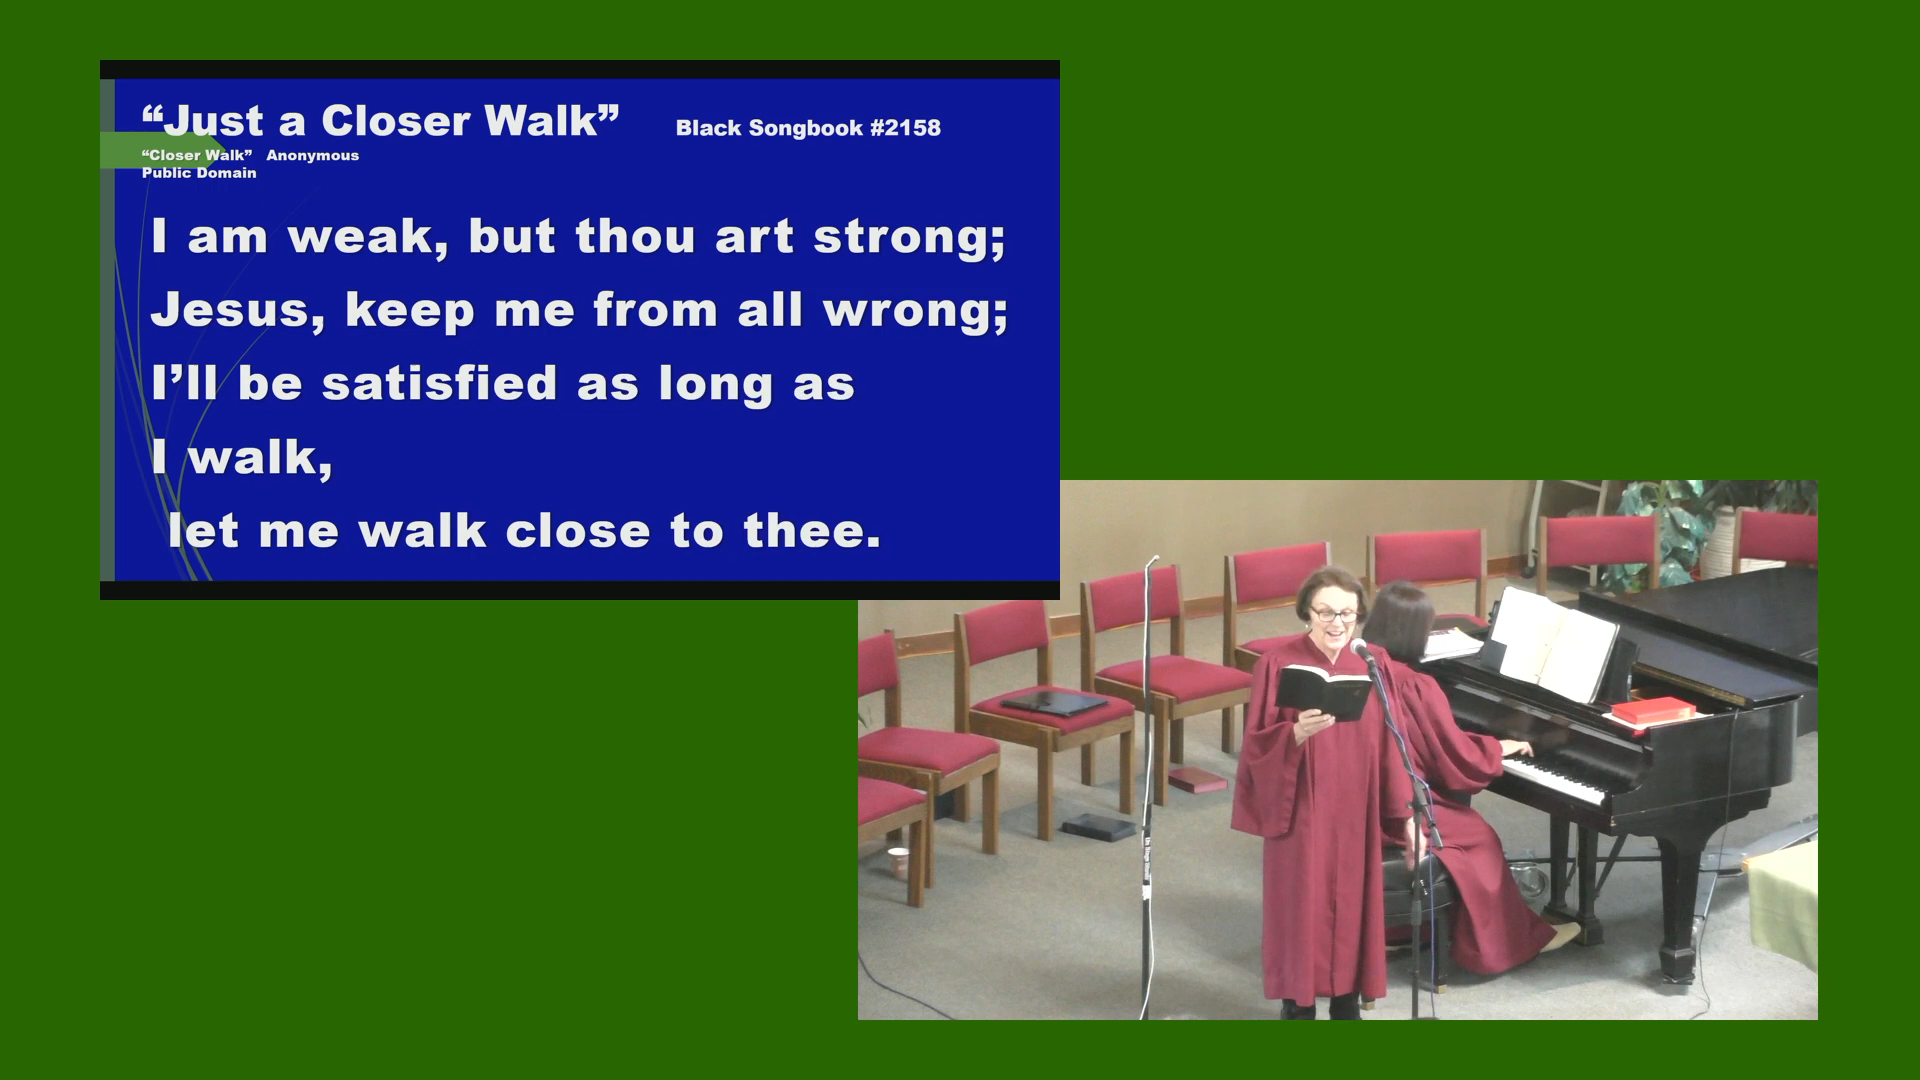 “Just a Closer Walk” Black Songbook #2158
“Closer Walk” Anonymous
Public Domain
I am weak, but thou art strong;
Jesus, keep me from all wrong;
I’ll be satisfied as long as
I walk,
let me walk close to thee.